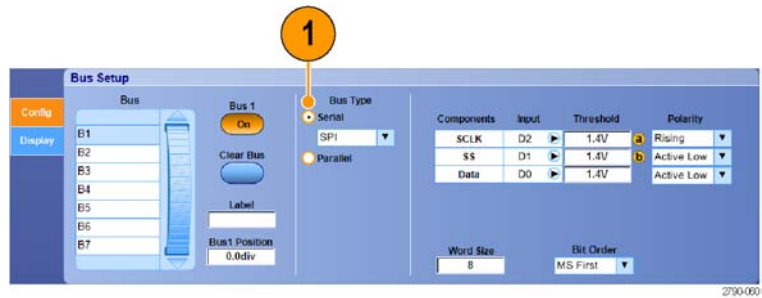 1
Bus Setup
Config
Display
Bus
B1
B2
B3
B4
B5
B6
B7
Bus 1
On
Clear Bus
Label
Bus1 Position
0.0div
Bus Type
Serial
SPI
Parallel
Components Input Threshold Polarity
SCLK D2 1.4V a Rising
SS D1 1.4V b Active Low
Data D0 1.4V Active Low
Word Size
8
Bit Order
MS First
2790-060